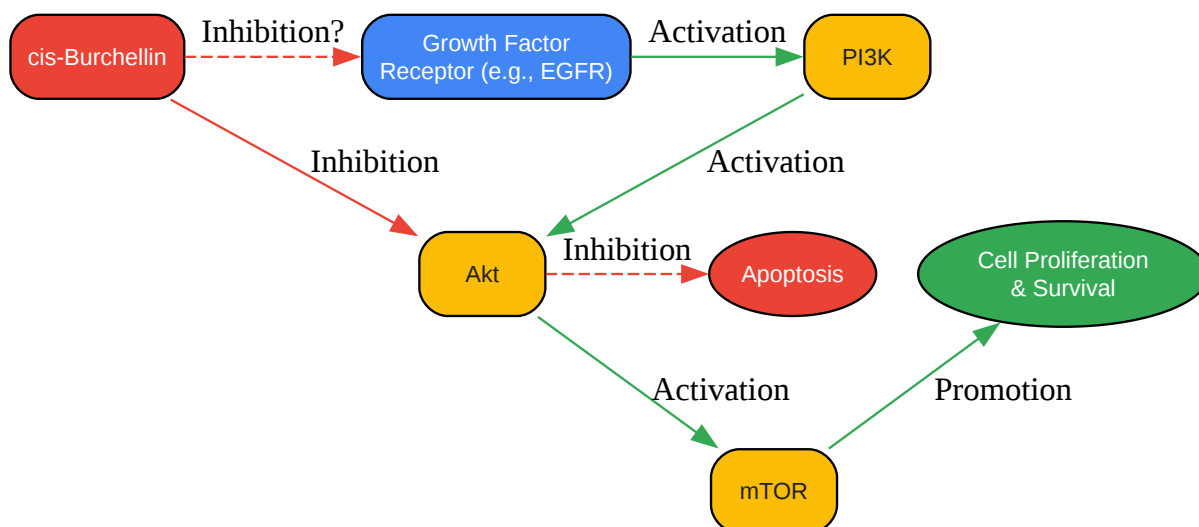 cis-Burchellin
Inhibition?
Growth Factor
Receptor (e.g., EGFR)
Activation
PI3K
Inhibition
Activation
Akt
Inhibition
Apoptosis
Cell Proliferation
& Survival
Activation
Promotion
mTOR